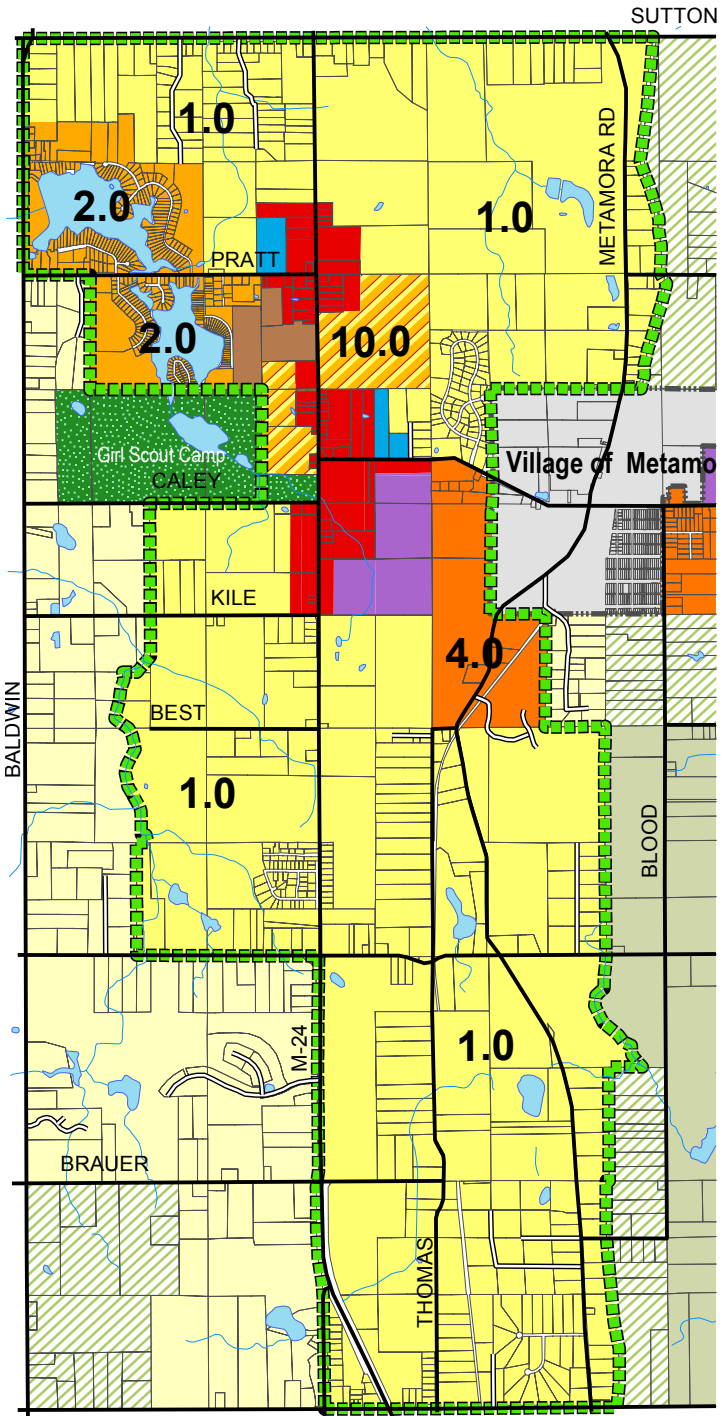 SUTTON
1.0
METAMORA RD
2.0
1.0
PRATT
2.0
10.0
Girl Scout Camp
Village of Metamo
CALEY
KILE
4.0
BALDWIN
BEST
1.0
BLOOD
M-24
1.0
BRAUER
THOMAS